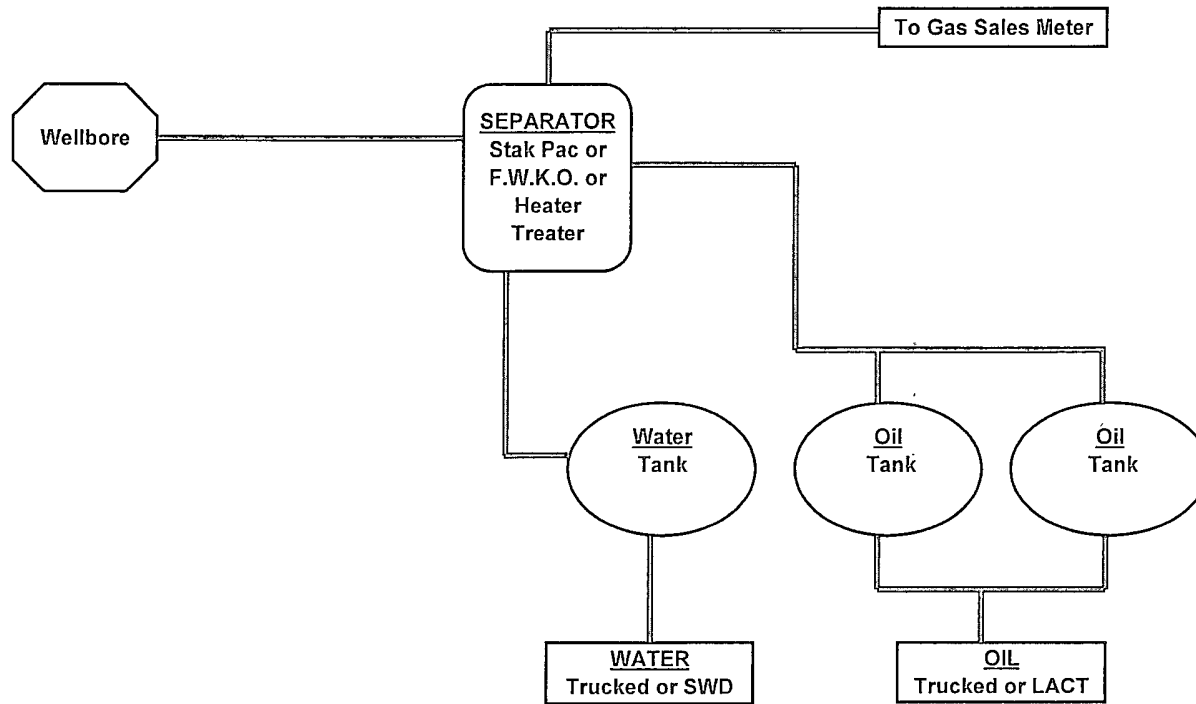 To Gas Sales Meter
Wellbore
SEPARATOR
Stak Pac or
F.W.K.O. or
Heater
Treater
Water
Tank
Oil
Tank
Oil
Tank
WATER
Trucked or SWD
OIL
Trucked or LACT